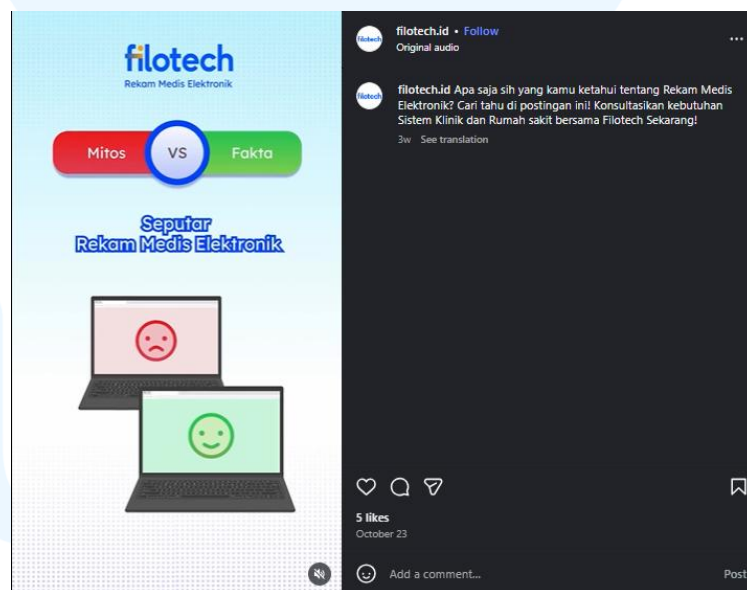 filotech
Rekam Medis Elektronik
Mitos VS Fakta
Seputar
Rekam Medis Elektronik
filotech.id • Follow
Original audio
filotech.id Apa saja sih yang kamu ketahui tentang Rekam Medis
Elektronik? Cari tahu di postingan ini! Konsultasikan kebutuhan
Sistem Klinik dan Rumah sakit bersama Filotech Sekarang!
3w See translation
5 likes
October 23
Add a comment...
Post